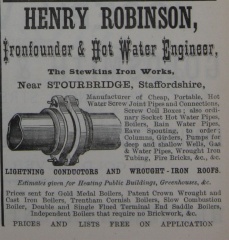 HENRY ROBINSON,
Ironfounder & Hot Water Engineer,
The Stewkins Iron Works,
Near STOURBRIDGE, Staffordshire,
Manufacturer of Cheap, Portable, Hot
Water Screw Joint Pipes and Connections,
Screw Coil Boxes; also ordi-
nary Socket Hot Water Pipes,
Boilers, Rain Water Pipes,
Eave Spouting, to order;
Columns, Girders, Pumps for
deep and shallow Wells, Gas
& Water Pipes, Wrought Iron
Tubing, Fire Bricks, &c., &c.
LIGHTNING CONDUCTORS AND WROUGHT-IRON ROOFS.
Estimates given for Heating Public Buildings, Greenhouses, &c.
Prices sent for Gold Medal Boilers, Patent Crown Wrought and
Cast Iron Boilers, Trentham Cornish Boilers, Slow Combustion
Boiler, Double and Single Flued Terminal End Saddle Boilers,
Independent Boilers that require no Brickwork, &c.
PRICES AND LISTS FREE ON APPLICATION